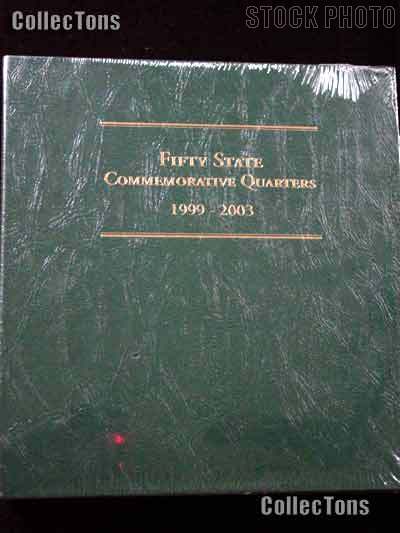 CollecTons
STOCK PHOTO
FIFTY STATE
COMMEMORATIVE QUARTERS
1999 - 2003
CollecTons